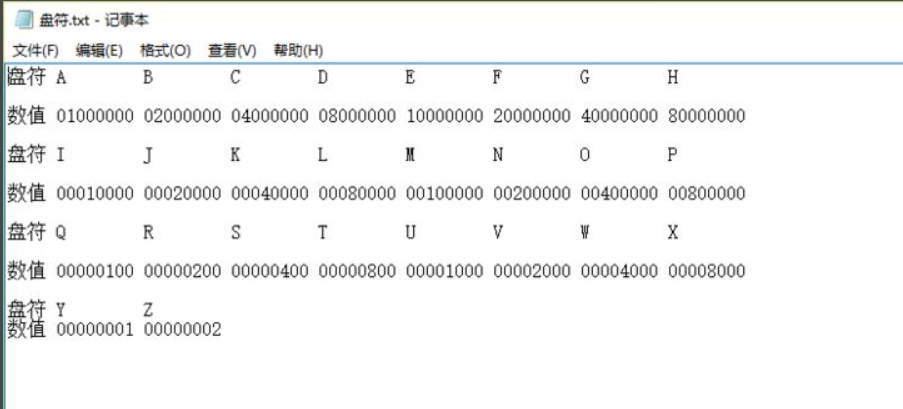 盘符.txt - 记事本
文件(F) 编辑(E) 格式(O) 查看(V) 帮助(H)
盘符 A B C D E F G H
数值 01000000 02000000 04000000 08000000 10000000 20000000 40000000 80000000
盘符 I J K L M N O P
数值 00010000 00020000 00040000 00080000 00100000 00200000 00400000 00800000
盘符 Q R S T U V W X
数值 00000100 00000200 00000400 00000800 00001000 00002000 00004000 00008000
盘符 Y Z
数值 00000001 00000002